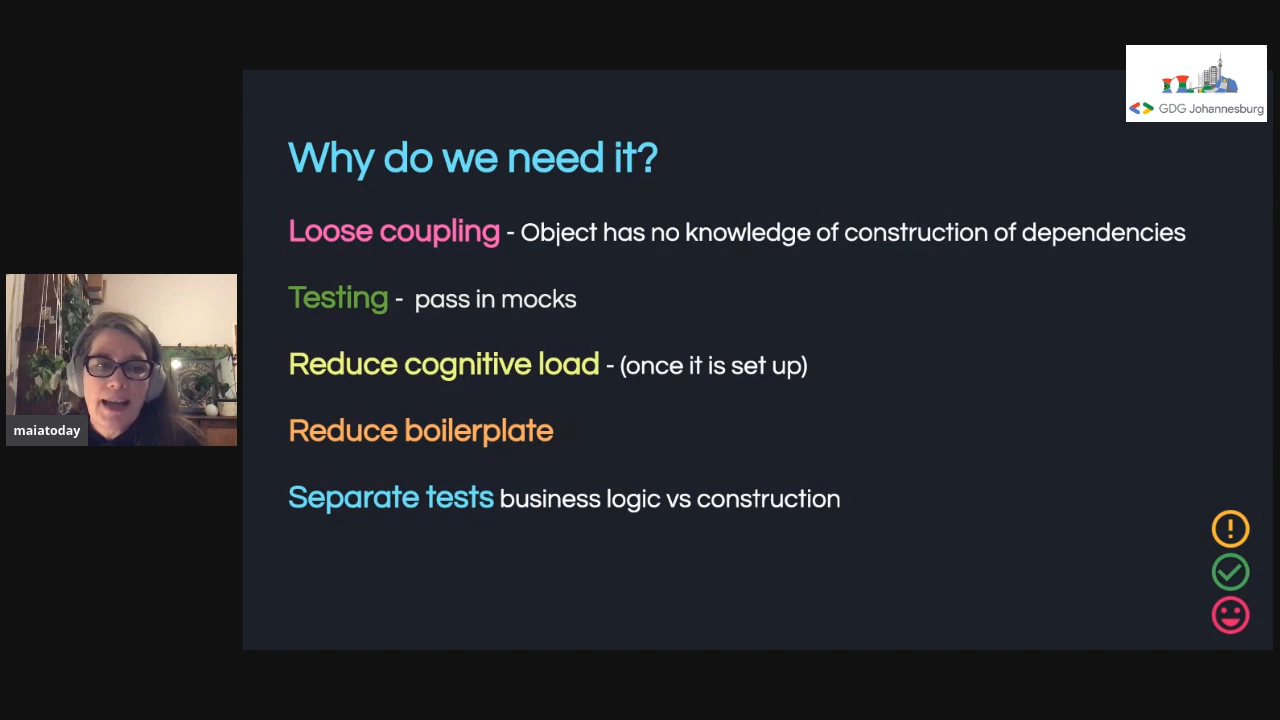 GDG Johannesburg
Why do we need it?
Loose coupling - Object has no knowledge of construction of dependencies
Testing - pass in mocks
Reduce cognitive load - (once it is set up)
Reduce boilerplate
Separate tests business logic vs construction
maiatoday